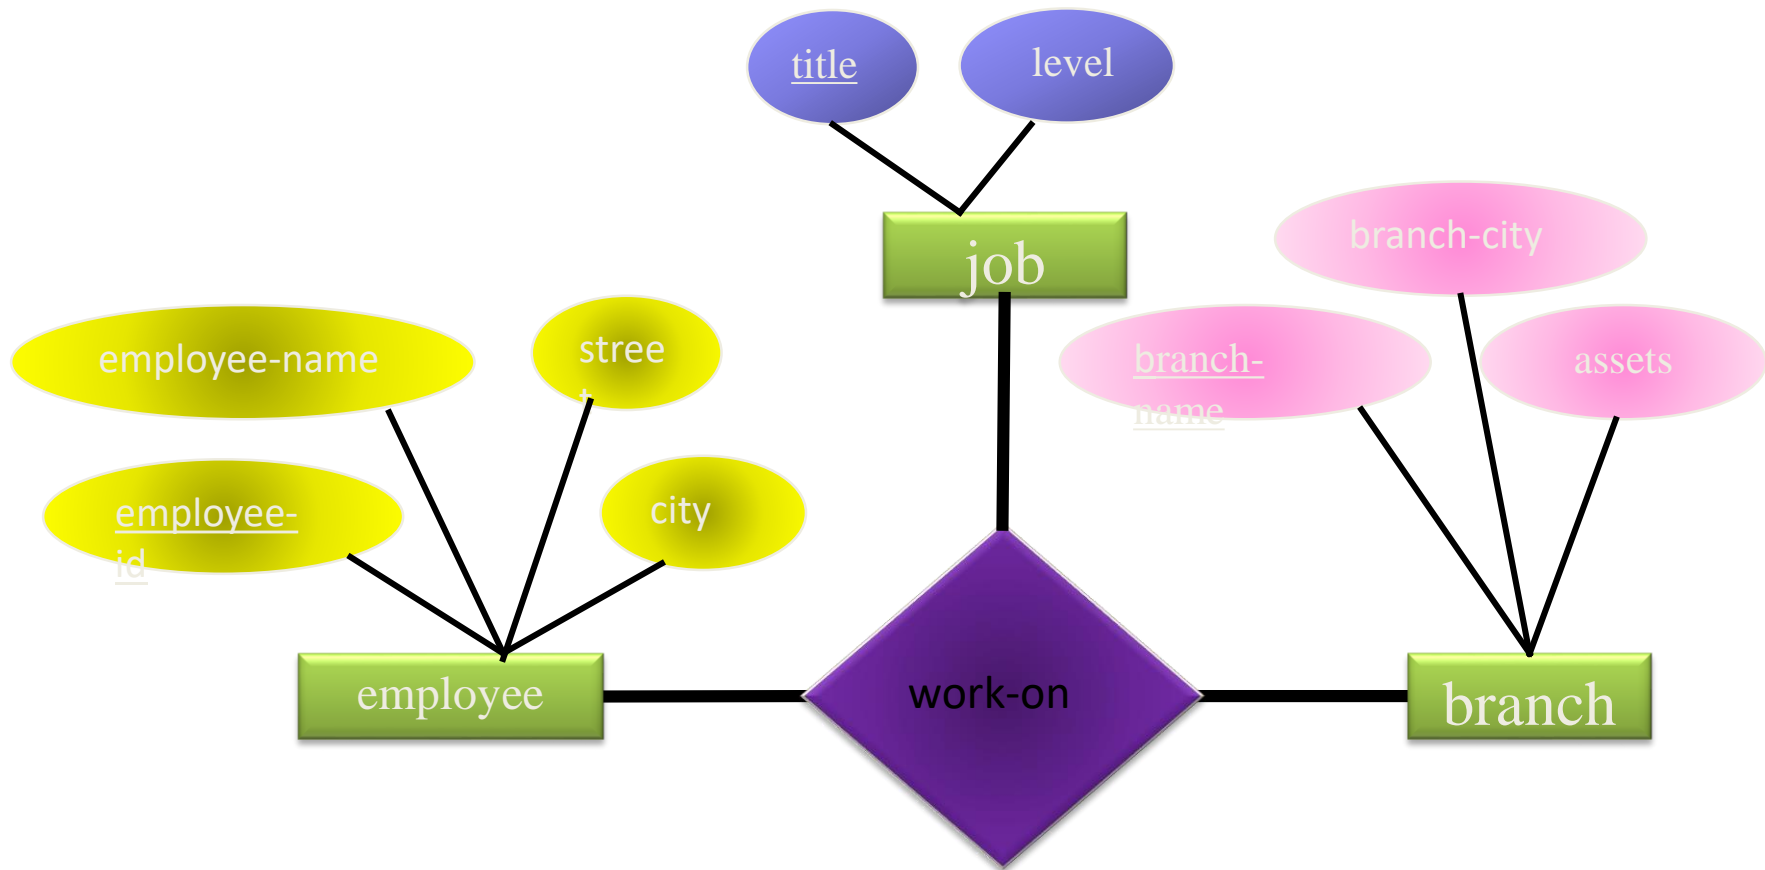 title
level
branch-city
job
employee-name
stree
t
branch-
name
assets
employee-
id
city
employee
work-on
branch